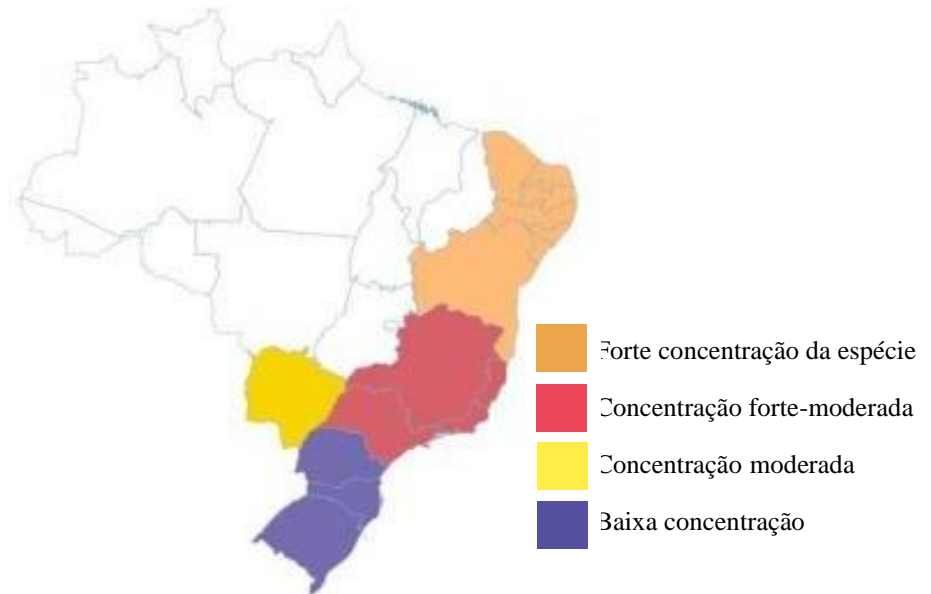 Forte concentração da espécie
Concentração forte-moderada
Concentração moderada
Baixa concentração